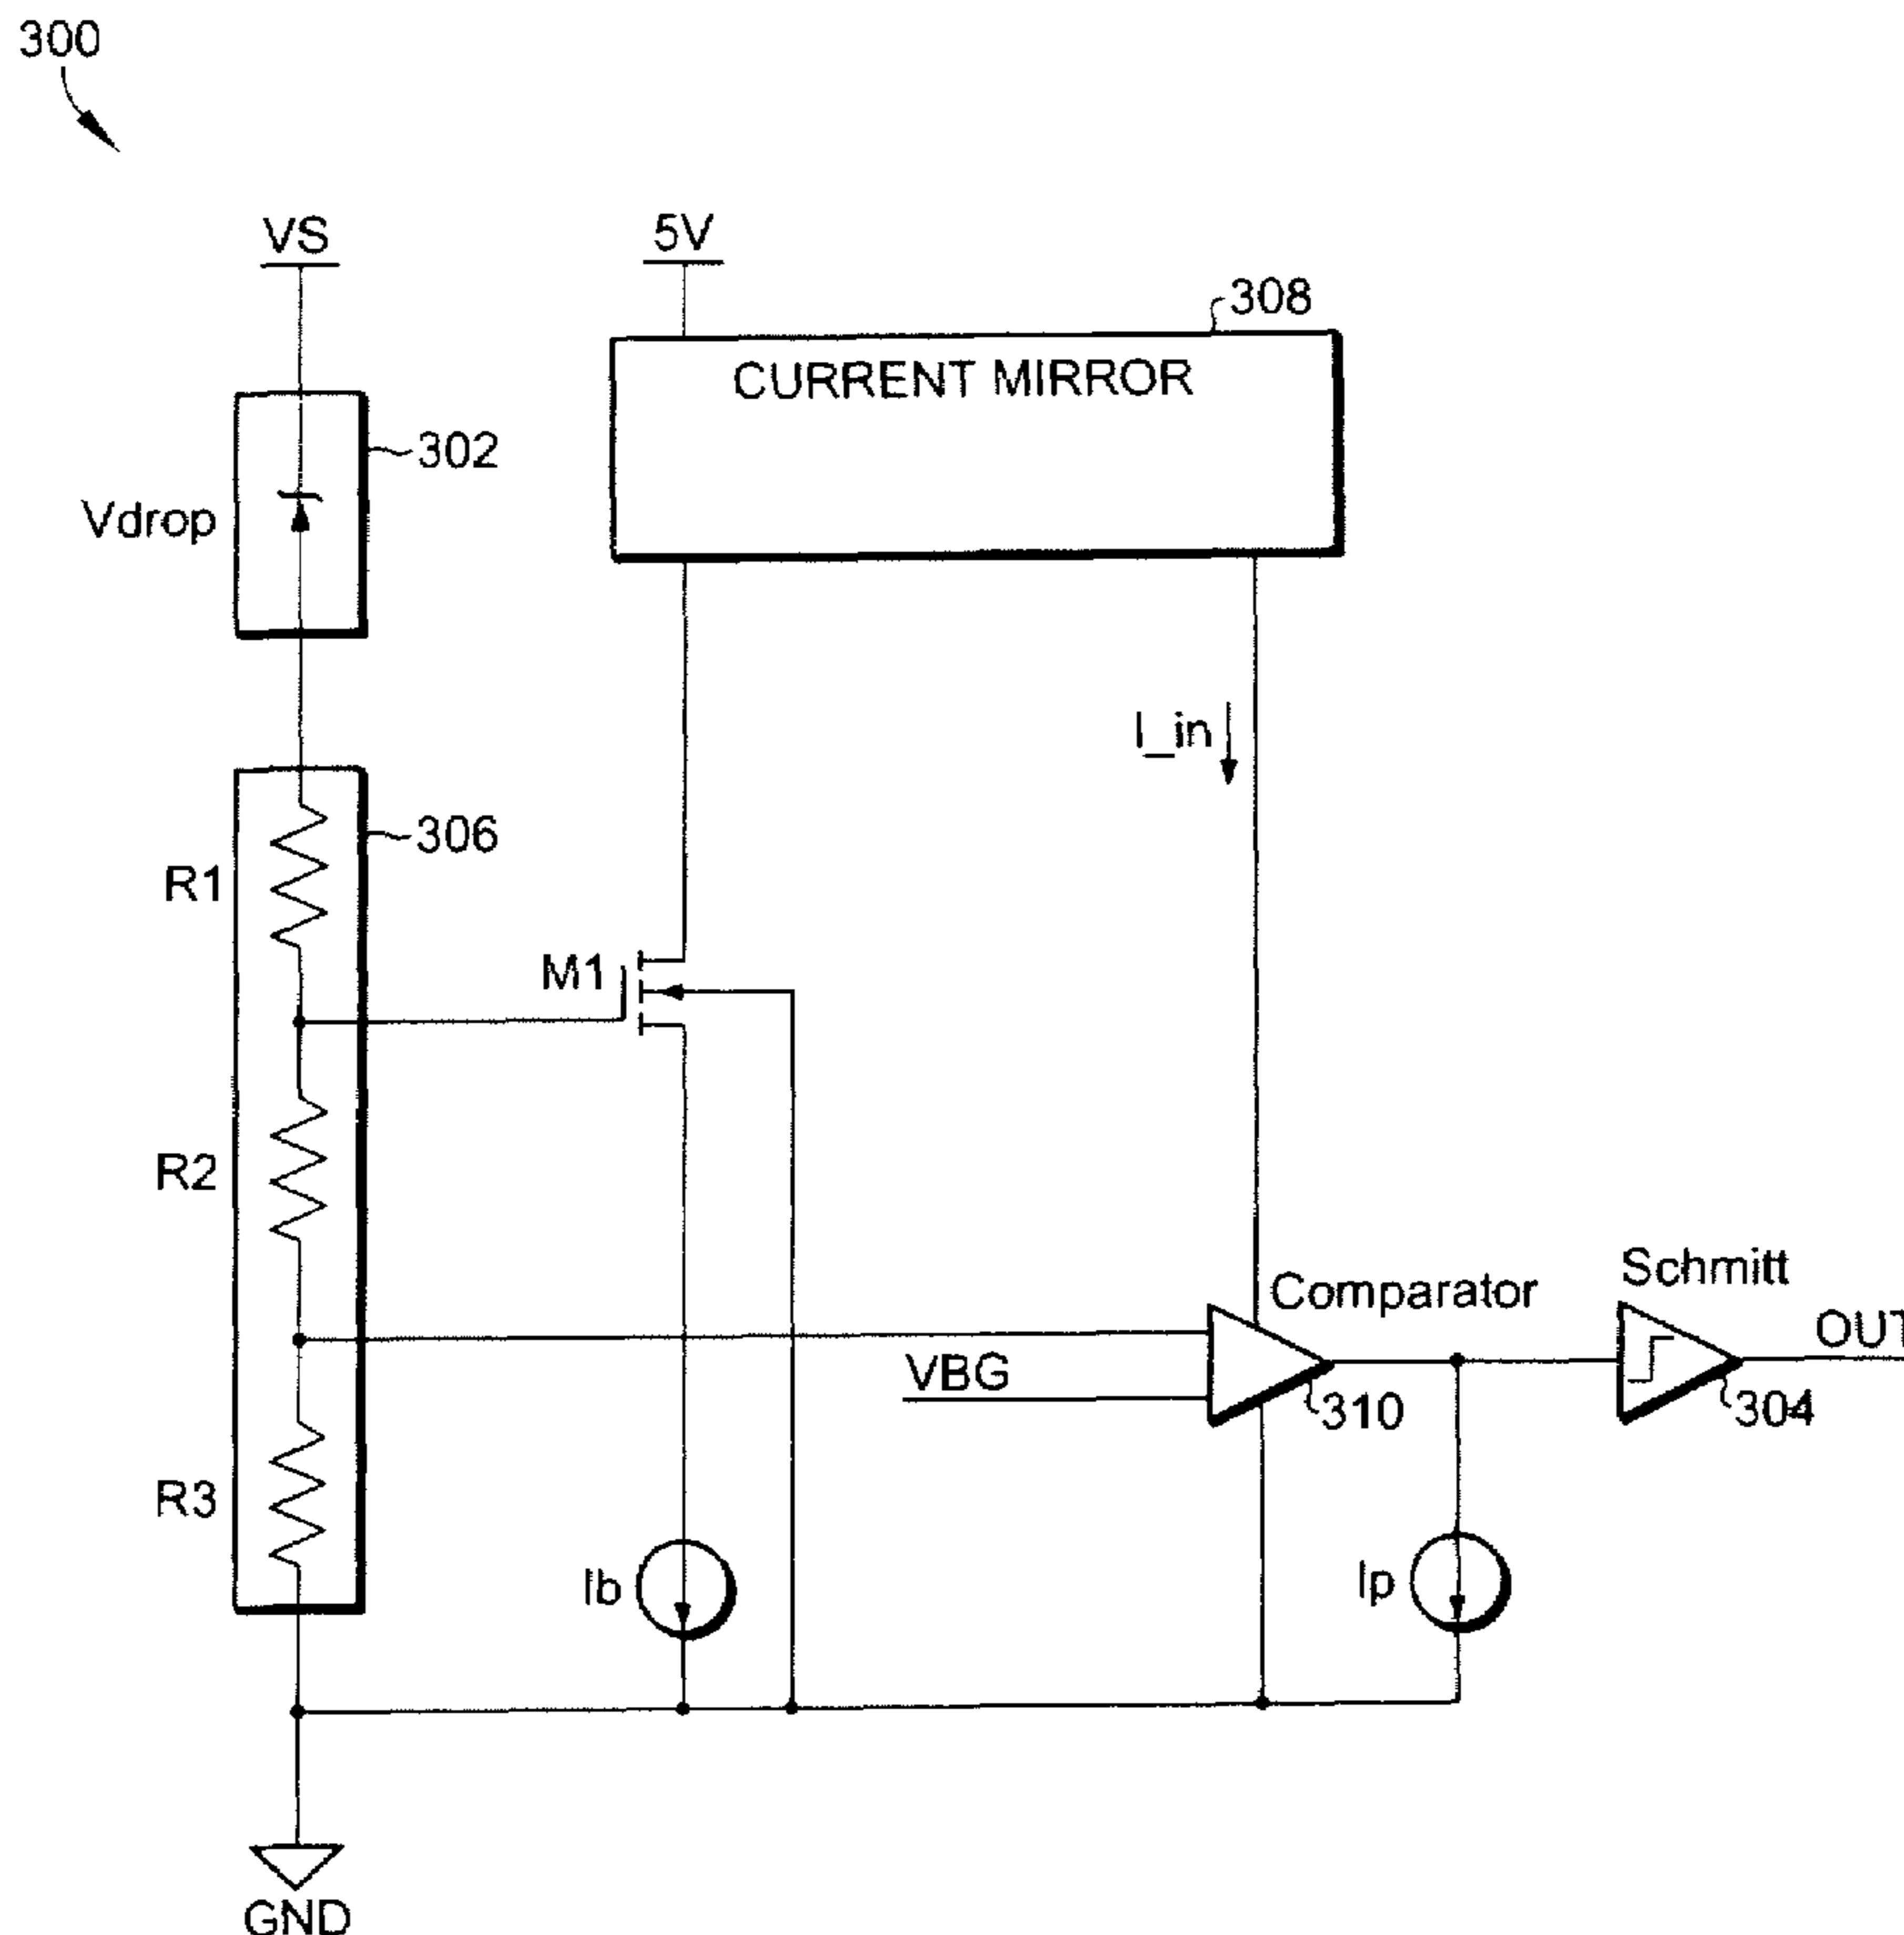 300
VS
5V
308
CURRENT MIRROR
302
Vdrop
I_in
306
R1
M1
R2
Comparator
Schmitt
OUT
VBG
310
304
R3
Ib
Ip
GND